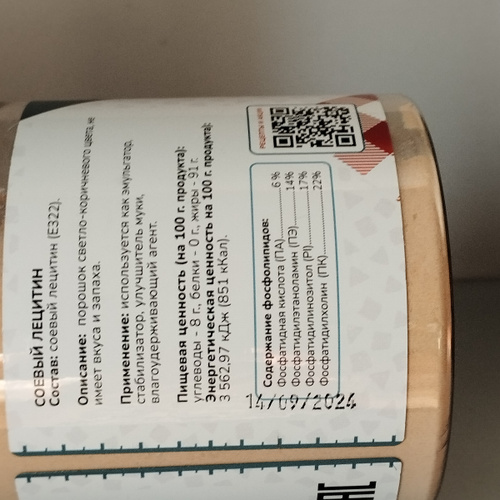 СОЕВЫЙ ЛЕЦИТИН
Состав: соевый лецитин (Е322).
Описание: порошок светло-коричневого цвета, не
имеет вкуса и запаха.
Применение: используется как эмульгатор,
стабилизатор, улучшитель муки,
влагоудерживающий агент.
Пищевая ценность (на 100 г. продукта):
углеводы - 8 г., белки - 0 г., жиры - 91 г.
Энергетическая ценность на 100 г. продукта):
3 562,97 кДж (851 кКал).
РЕЦЕПТЫ И
Содержание фосфолипидов:
Фосфатидная кислота (ПА)..........6 %
Фосфатидилэтаноламин (ПЭ)......14%
Фосфатидилинозитол (PI)..........17%
Фосфатидилхолин (ПК)..........22%
14/09/2024